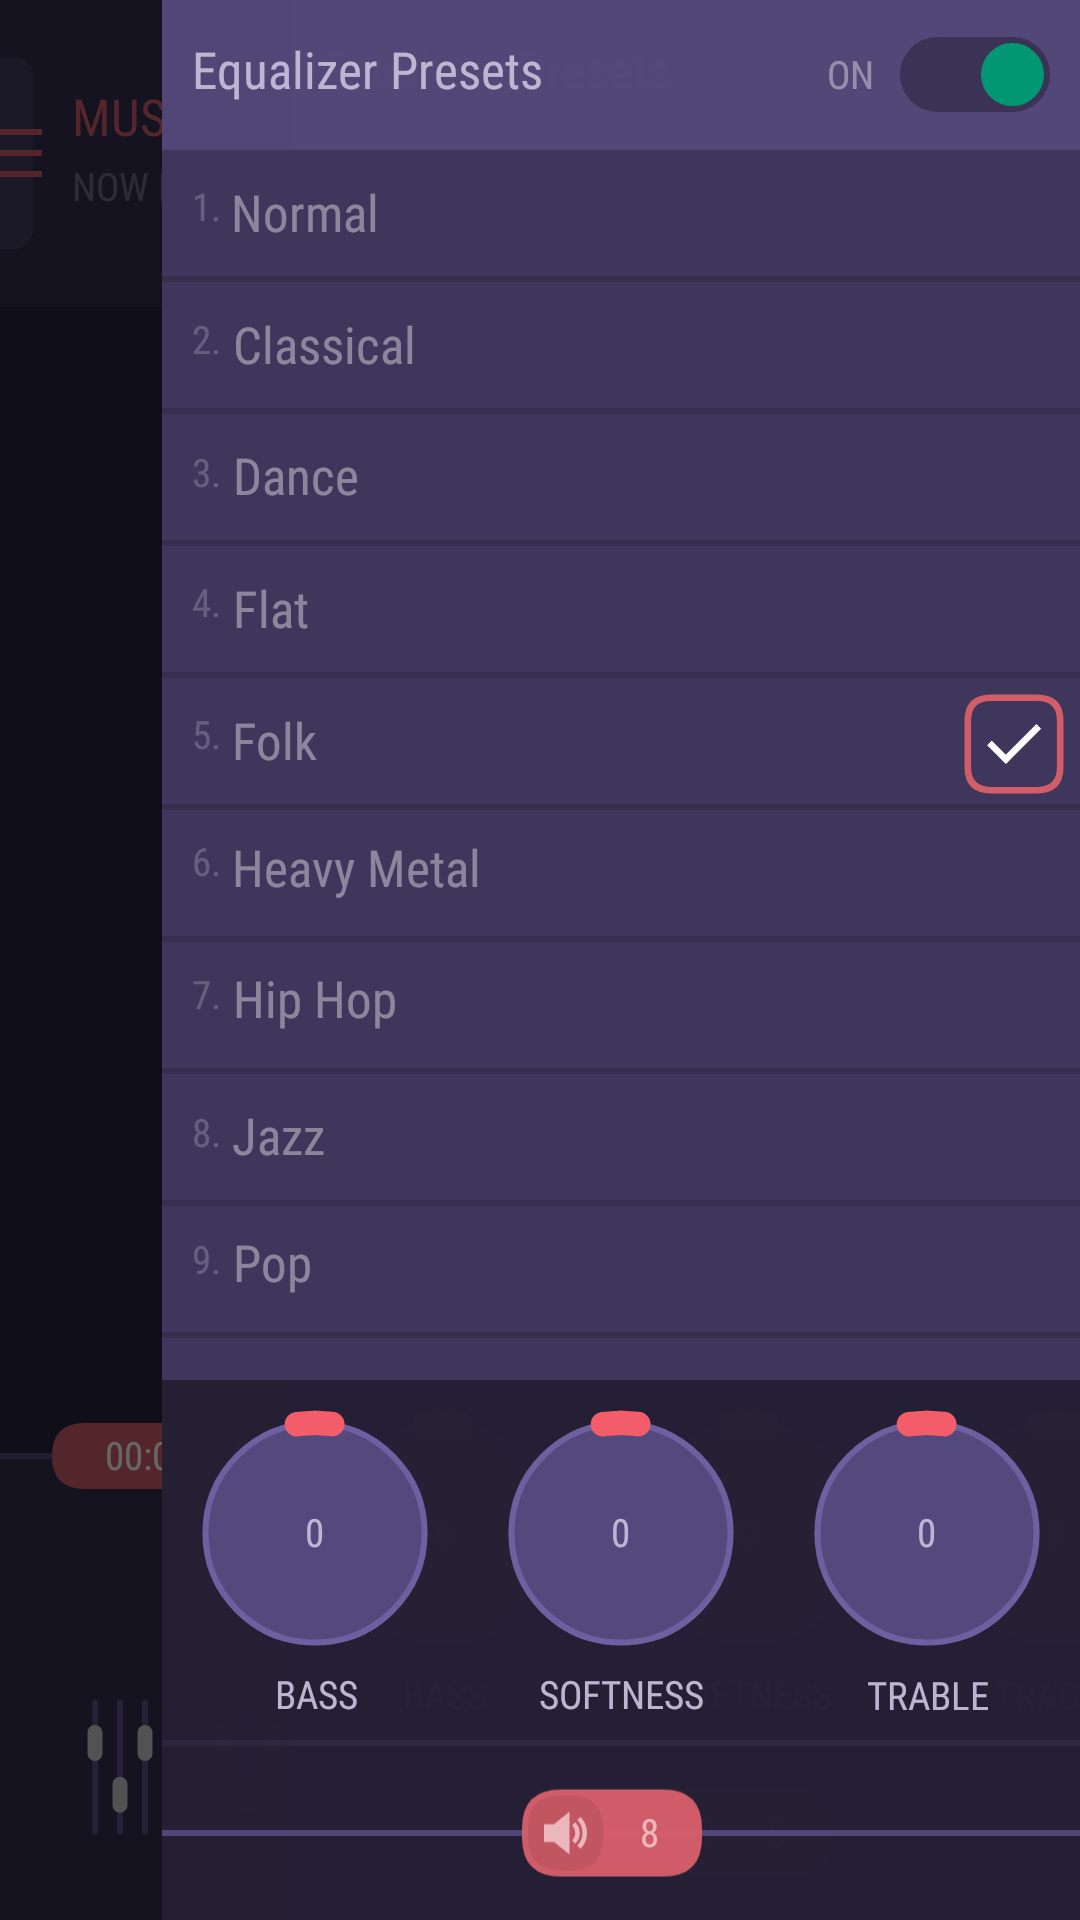 Equalizer Presets ON
MUS
NOW
1. Normal
2. Classical
3. Dance
4. Flat
5. Folk
6. Heavy Metal
7. Hip Hop
8. Jazz
9. Pop
00:0
0 0 0
BASS SOFTNESS TRABLE
8